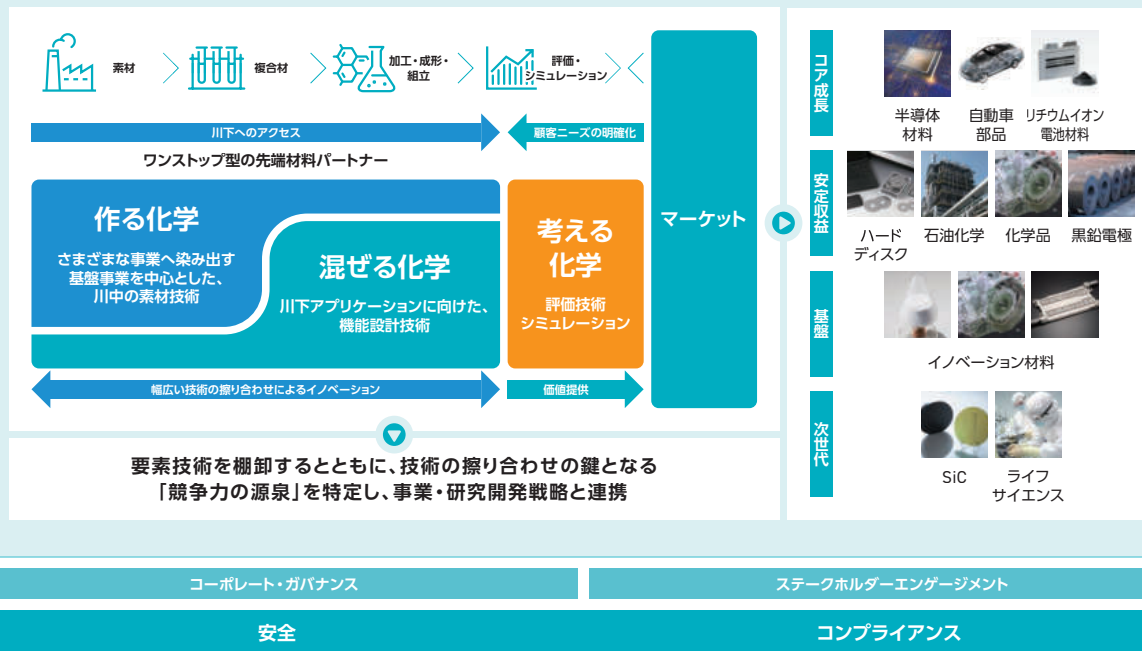 素材
複合材
加工・成形・
組立
評価・
シミュレーション
川下へのアクセス
顧客ニーズの明確化
ワンストップ型の先端材料パートナー
作る化学
さまざまな事業へ染み出す
基盤事業を中心とした、
川中の素材技術
混ぜる化学
川下アプリケーションに向けた、
機能設計技術
考える
化学
評価技術
シミュレーション
マーケット
幅広い技術の擦り合わせによるイノベーション
価値提供
要素技術を棚卸するとともに、技術の擦り合わせの鍵となる
「競争力の源泉」を特定し、事業・研究開発戦略と連携
コア成長
半導体
材料
自動車
部品
リチウムイオン
電池材料
安定収益
ハード
ディスク
石油化学
化学品
黒鉛電極
基盤
イノベーション材料
次世代
SiC
ライフ
サイエンス
コーポレート・ガバナンス
ステークホルダーエンゲージメント
安全
コンプライアンス